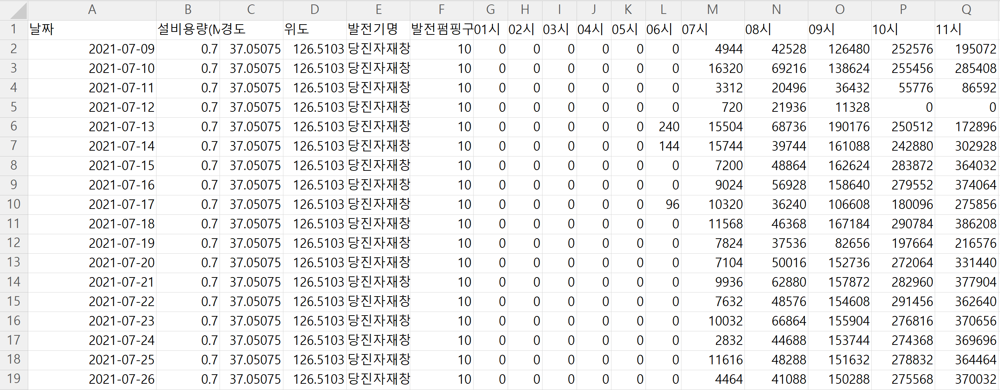 A B C D E F G H I J K L M N O P Q
1 날짜 설비용량(M 경도 위도 발전기명 발전펌핑구 01시 02시 03시 04시 05시 06시 07시 08시 09시 10시 11시
2 2021-07-09 0.7 37.05075 126.5103 당진자재창 10 0 0 0 0 0 0 4944 42528 126480 252576 195072
3 2021-07-10 0.7 37.05075 126.5103 당진자재창 10 0 0 0 0 0 0 16320 69216 138624 255456 285408
4 2021-07-11 0.7 37.05075 126.5103 당진자재창 10 0 0 0 0 0 0 3312 20496 36432 55776 86592
5 2021-07-12 0.7 37.05075 126.5103 당진자재창 10 0 0 0 0 0 0 720 21936 11328 0 0
6 2021-07-13 0.7 37.05075 126.5103 당진자재창 10 0 0 0 0 0 240 15504 68736 190176 250512 172896
7 2021-07-14 0.7 37.05075 126.5103 당진자재창 10 0 0 0 0 0 144 15744 39744 161088 242880 302928
8 2021-07-15 0.7 37.05075 126.5103 당진자재창 10 0 0 0 0 0 0 7200 48864 162624 283872 364032
9 2021-07-16 0.7 37.05075 126.5103 당진자재창 10 0 0 0 0 0 0 9024 56928 158640 279552 374064
10 2021-07-17 0.7 37.05075 126.5103 당진자재창 10 0 0 0 0 0 96 10320 36240 106608 180096 275856
11 2021-07-18 0.7 37.05075 126.5103 당진자재창 10 0 0 0 0 0 0 11568 46368 167184 290784 386208
12 2021-07-19 0.7 37.05075 126.5103 당진자재창 10 0 0 0 0 0 0 7824 37536 82656 197664 216576
13 2021-07-20 0.7 37.05075 126.5103 당진자재창 10 0 0 0 0 0 0 7104 50016 152736 272064 331440
14 2021-07-21 0.7 37.05075 126.5103 당진자재창 10 0 0 0 0 0 0 9936 62880 157872 282960 377904
15 2021-07-22 0.7 37.05075 126.5103 당진자재창 10 0 0 0 0 0 0 7632 48576 154608 291456 362640
16 2021-07-23 0.7 37.05075 126.5103 당진자재창 10 0 0 0 0 0 0 10032 66864 155904 276816 370656
17 2021-07-24 0.7 37.05075 126.5103 당진자재창 10 0 0 0 0 0 0 2832 44688 153744 274368 369696
18 2021-07-25 0.7 37.05075 126.5103 당진자재창 10 0 0 0 0 0 0 11616 48288 151632 278832 364464
19 2021-07-26 0.7 37.05075 126.5103 당진자재창 10 0 0 0 0 0 0 4464 41088 150288 275568 370032